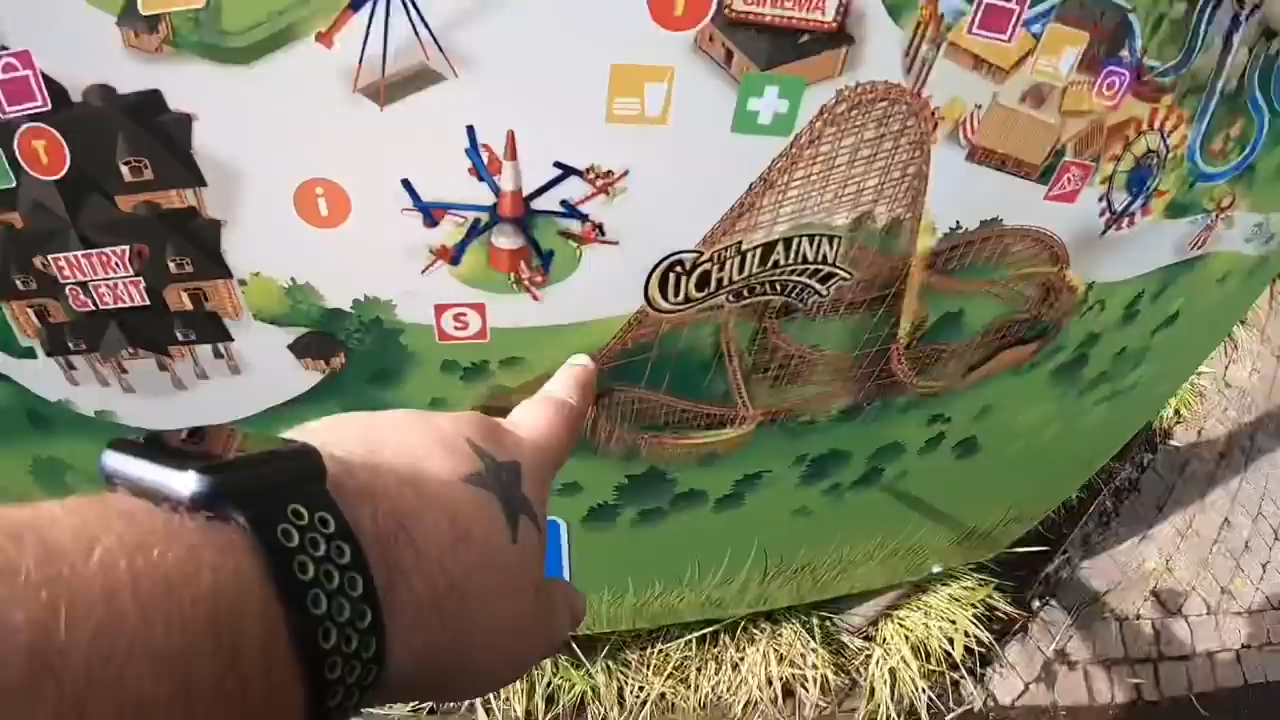 CINEMA
T
T
i
ENTRY
& EXIT
S
THE
CÚCHULAINN
COASTER